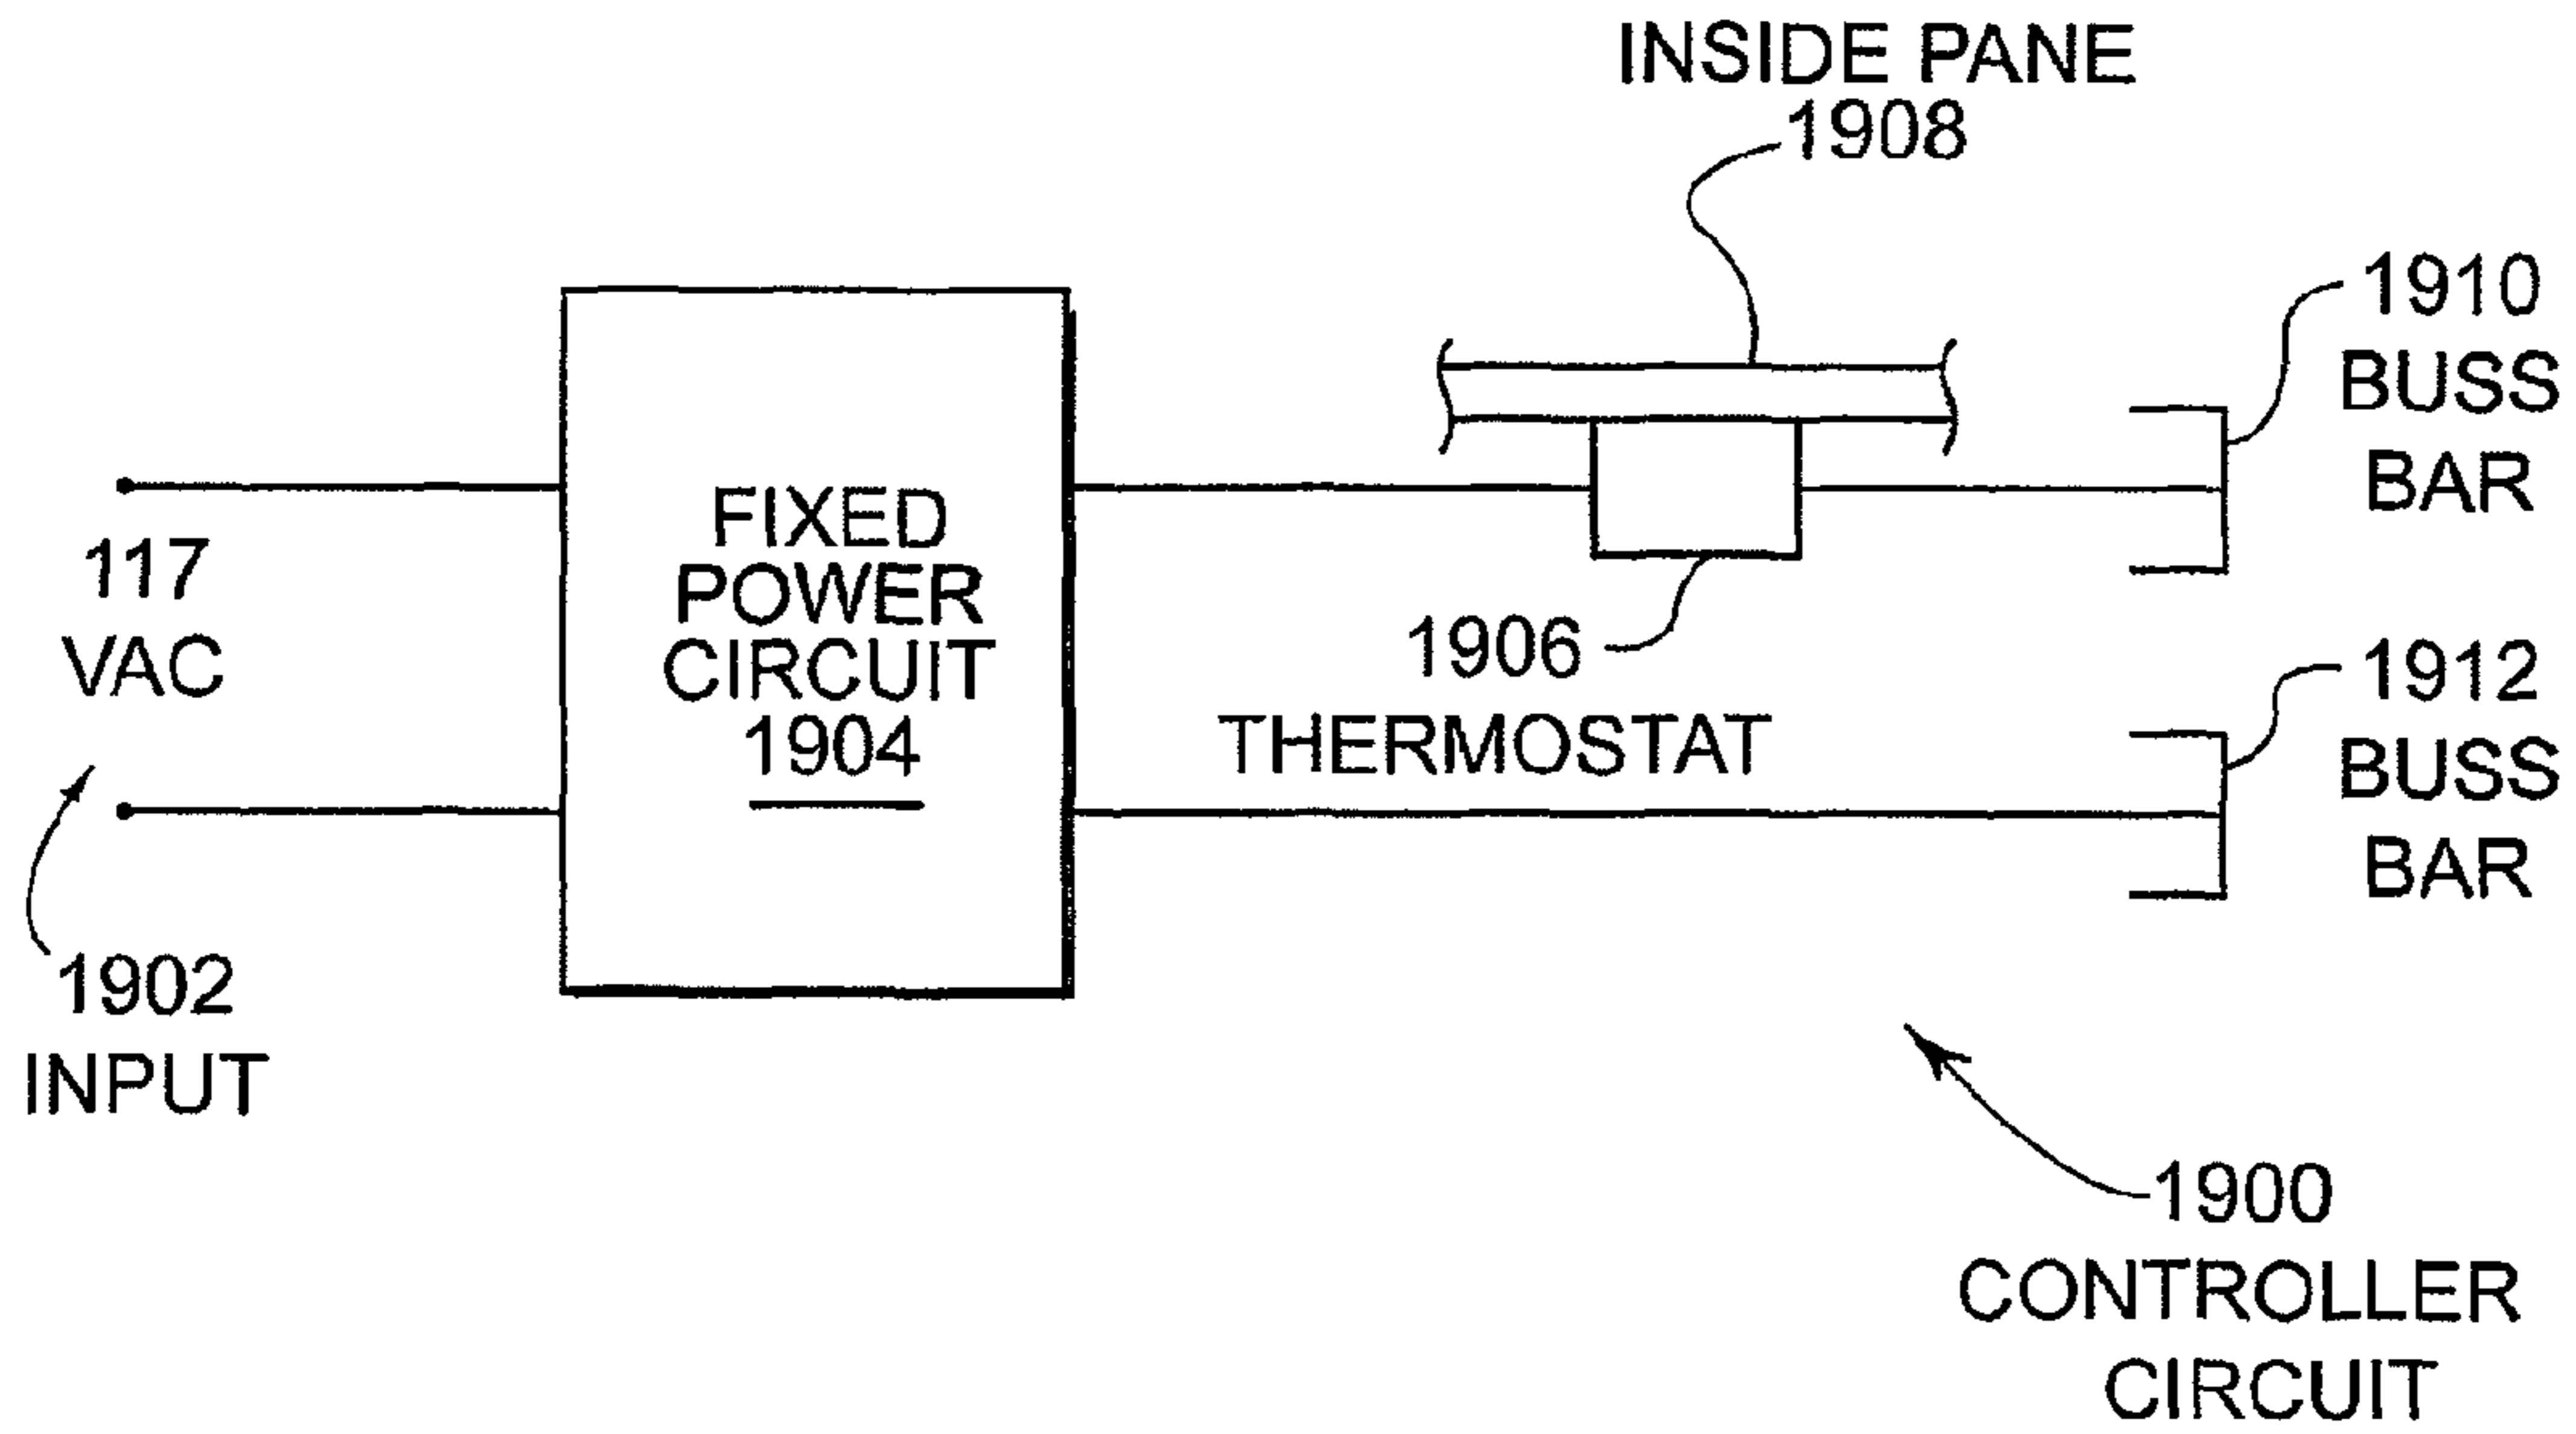 INSIDE PANE
1908
1910
BUSS
BAR
117
VAC
FIXED
POWER
CIRCUIT
1904
1906
THERMOSTAT
1912
BUSS
BAR
1902
INPUT
1900
CONTROLLER
CIRCUIT